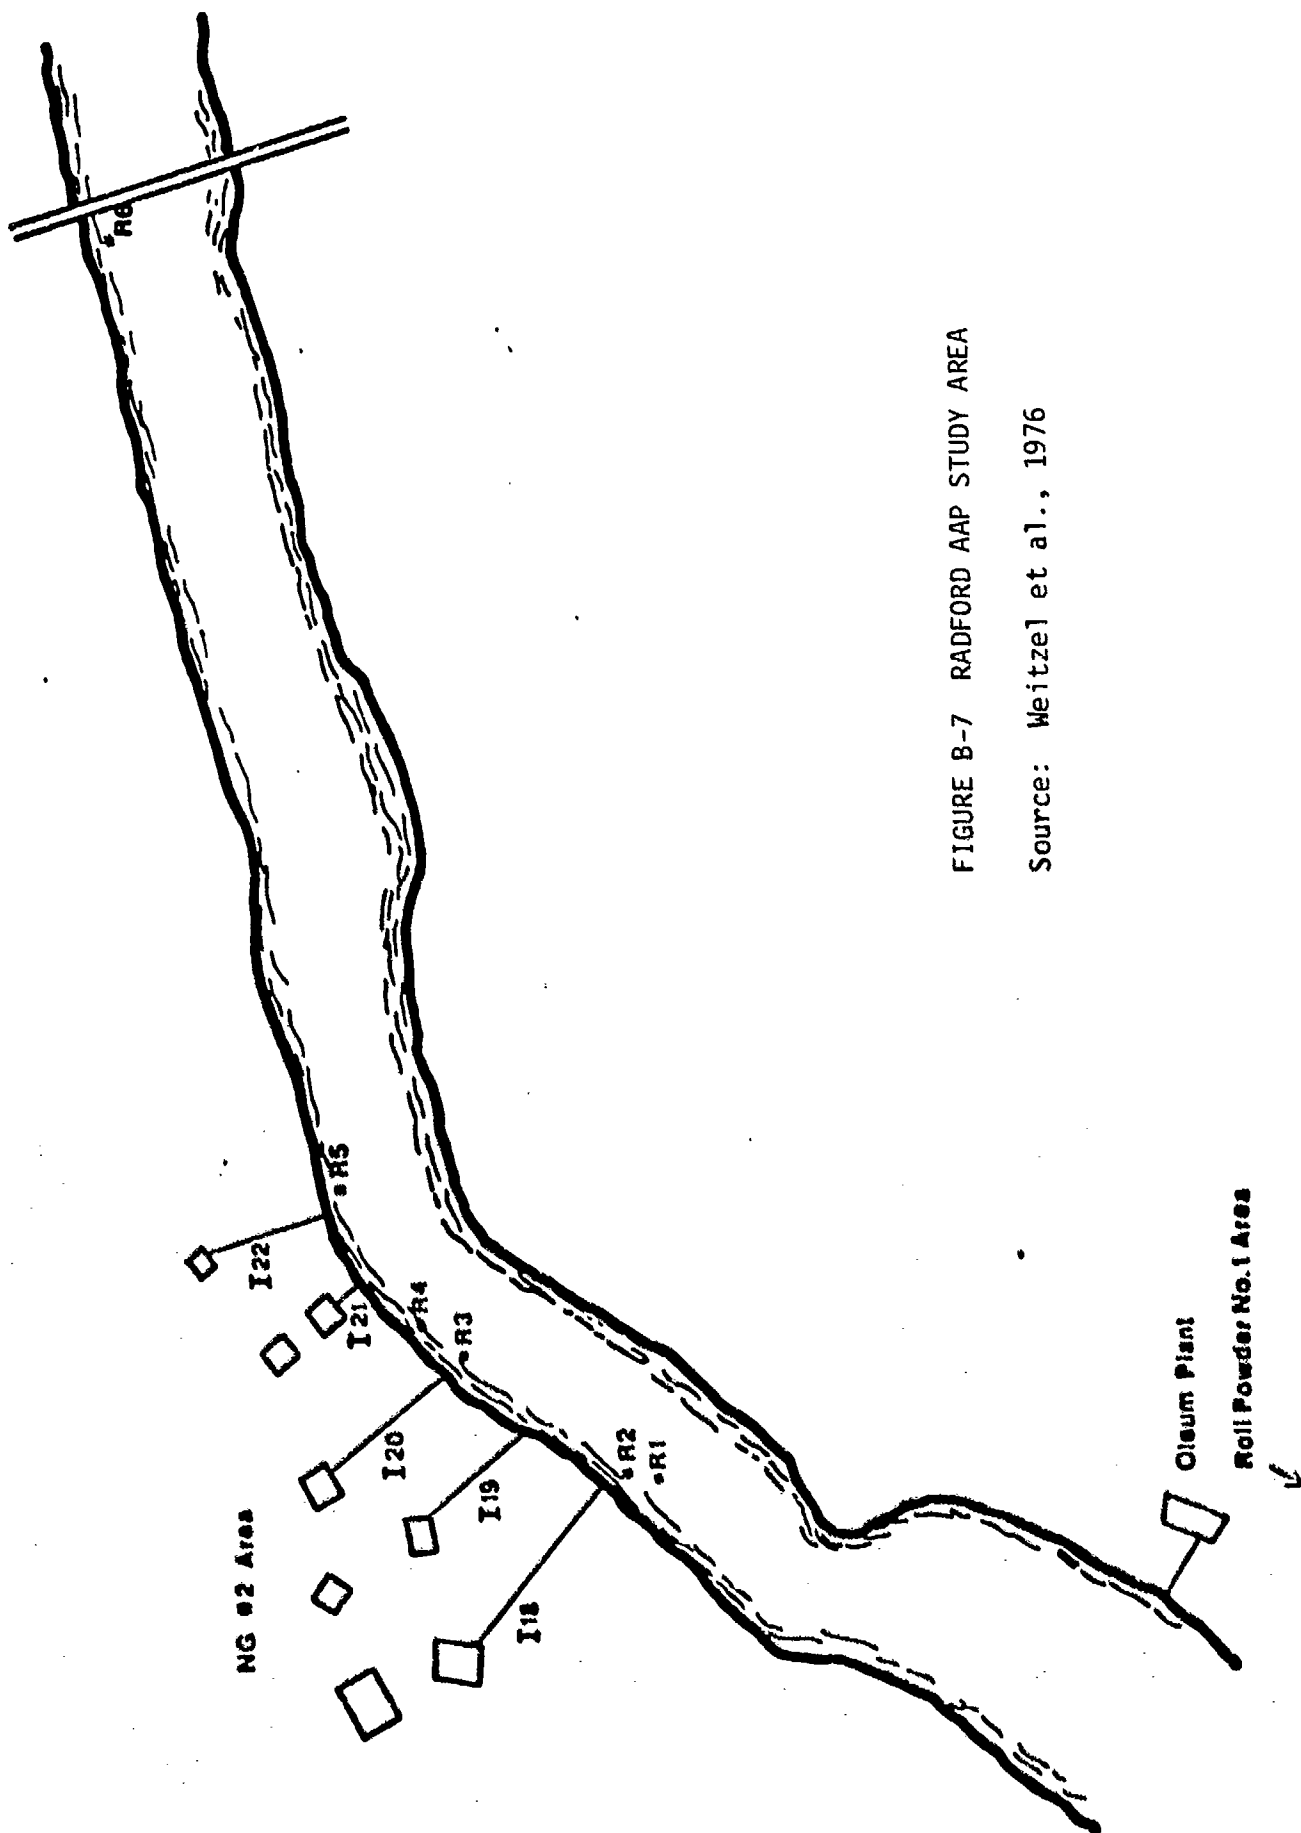 NG #2 Area
I18
I19
I20
I21
I22
R1
R2
R3
R4
R5
R6
Oleum Plant
Roll Powder No.1 Area
FIGURE B-7 RADFORD AAP STUDY AREA
Source: Weitzel et al., 1976